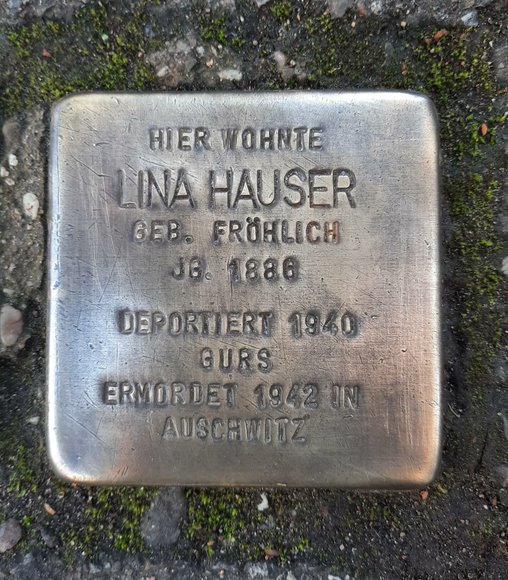 HIER WOHNTE
LINA HAUSER
GEB. FRÖHLICH
JG. 1886
DEPORTIERT 1940
GURS
ERMORDET 1942 IN
AUSCHWITZ